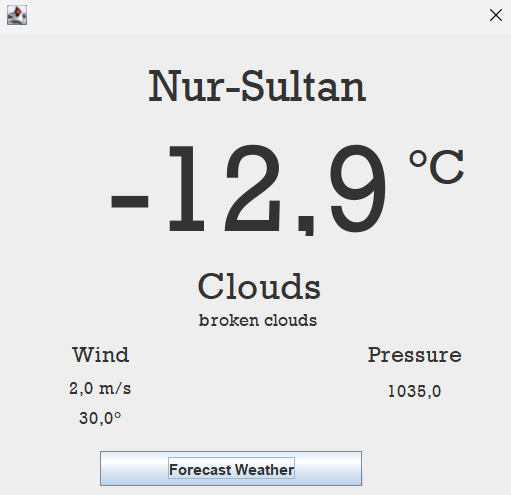 Nur-Sultan
-12,9 °C
Clouds
broken clouds
Wind
Pressure
2,0 m/s
1035,0
30,0°
Forecast Weather